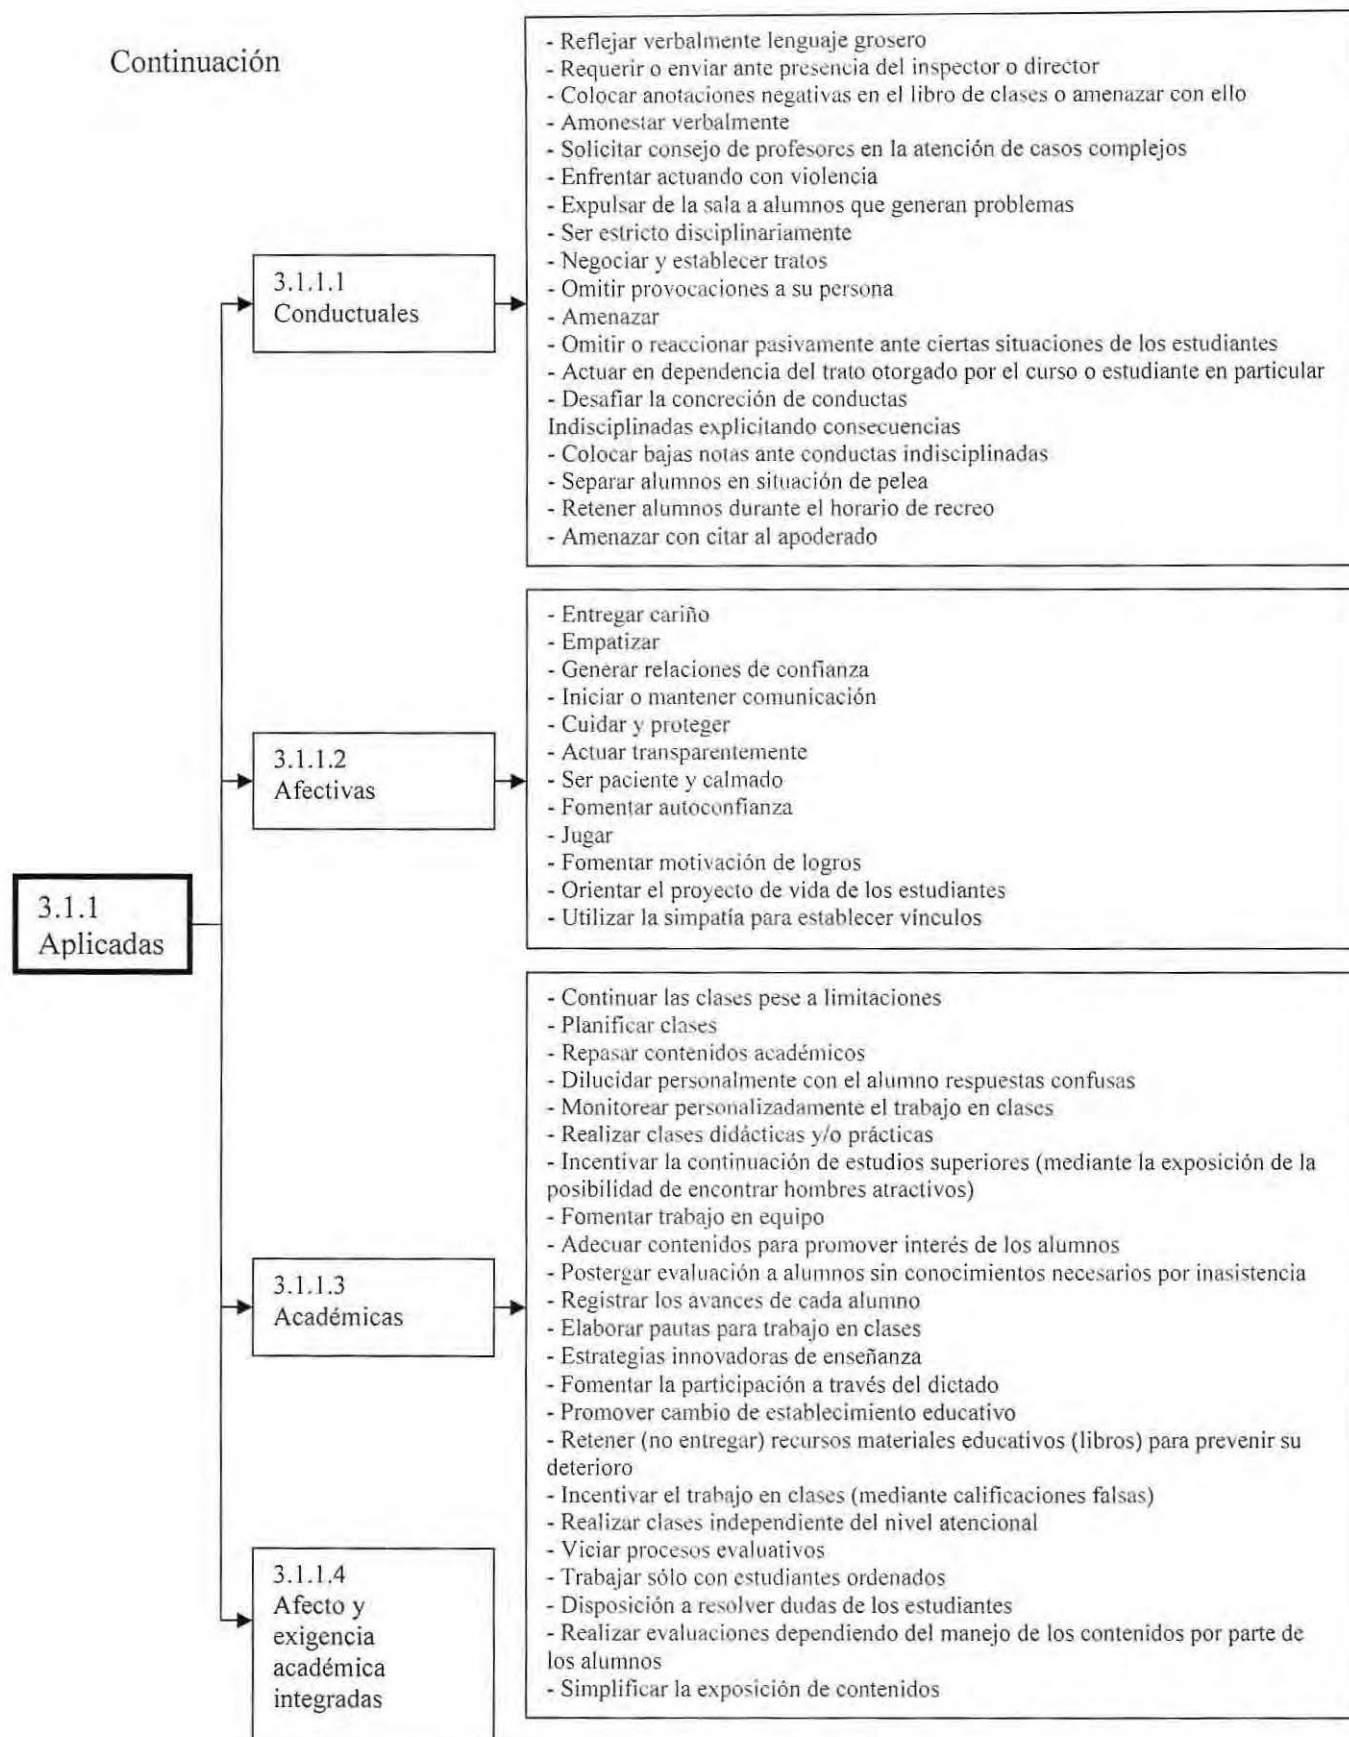 Continuación
3.1.1
Aplicadas
3.1.1.1
Conductuales
- Reflejar verbalmente lenguaje grosero
- Requerir o enviar ante presencia del inspector o director
- Colocar anotaciones negativas en el libro de clases o amenazar con ello
- Amonestar verbalmente
- Solicitar consejo de profesores en la atención de casos complejos
- Enfrentar actuando con violencia
- Expulsar de la sala a alumnos que generan problemas
- Ser estricto disciplinariamente
- Negociar y establecer tratos
- Omitir provocaciones a su persona
- Amenazar
- Omitir o reaccionar pasivamente ante ciertas situaciones de los estudiantes
- Actuar en dependencia del trato otorgado por el curso o estudiante en particular
- Desafiar la concreción de conductas
Indisciplinadas explicitando consecuencias
- Colocar bajas notas ante conductas indisciplinadas
- Separar alumnos en situación de pelea
- Retener alumnos durante el horario de recreo
- Amenazar con citar al apoderado
3.1.1.2
Afectivas
- Entregar cariño
- Empatizar
- Generar relaciones de confianza
- Iniciar o mantener comunicación
- Cuidar y proteger
- Actuar transparentemente
- Ser paciente y calmado
- Fomentar autoconfianza
- Jugar
- Fomentar motivación de logros
- Orientar el proyecto de vida de los estudiantes
- Utilizar la simpatía para establecer vínculos
3.1.1.3
Académicas
- Continuar las clases pese a limitaciones
- Planificar clases
- Repasar contenidos académicos
- Dilucidar personalmente con el alumno respuestas confusas
- Monitorear personalizadamente el trabajo en clases
- Realizar clases didácticas y/o prácticas
- Incentivar la continuación de estudios superiores (mediante la exposición de la
posibilidad de encontrar hombres atractivos)
- Fomentar trabajo en equipo
- Adecuar contenidos para promover interés de los alumnos
- Postergar evaluación a alumnos sin conocimientos necesarios por inasistencia
- Registrar los avances de cada alumno
- Elaborar pautas para trabajo en clases
- Estrategias innovadoras de enseñanza
- Fomentar la participación a través del dictado
- Promover cambio de establecimiento educativo
- Retener (no entregar) recursos materiales educativos (libros) para prevenir su
deterioro
- Incentivar el trabajo en clases (mediante calificaciones falsas)
- Realizar clases independiente del nivel atencional
- Viciar procesos evaluativos
- Trabajar sólo con estudiantes ordenados
- Disposición a resolver dudas de los estudiantes
- Realizar evaluaciones dependiendo del manejo de los contenidos por parte de
los alumnos
- Simplificar la exposición de contenidos
3.1.1.4
Afecto y
exigencia
académica
integradas